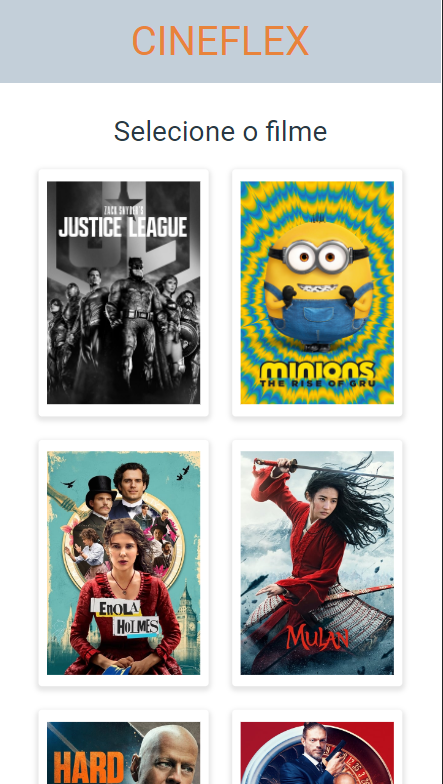 CINEFLEX
Selecione o filme
ZACK SNYDER'S
JUSTICE LEAGUE
minions
THE RISE OF GRU
ENOLA
HOLMES
MULAN
HARD